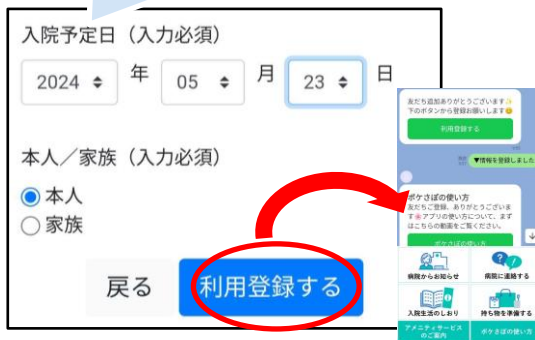 入院予定日（入力必須）
2024 年 05 月 23 日
本人／家族（入力必須）
本人
家族
戻る 利用登録する
友だち追加ありがとうございます✨
下のボタンから登録お願いします😊
利用登録する
▼情報を登録しました
ポケさぽの使い方
友だちご登録、ありがとうございま
す🌸アプリの使い方について、まず
はこちらの動画をご覧ください。
ポケさぽの使い方
病院からお知らせ 病院に連絡する
入院生活のしおり 持ち物を準備する
アメニティサービス
のご案内
ポケさぽの使い方